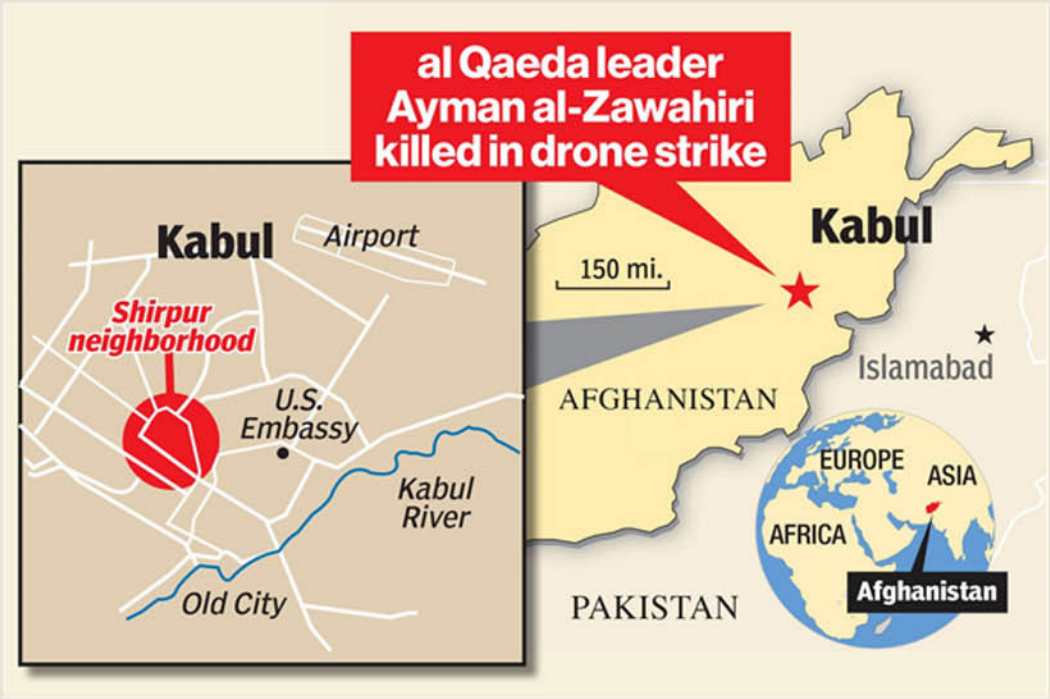 al Qaeda leader
Ayman al-Zawahiri
killed in drone strike
Kabul
Airport
Shirpur
neighborhood
U.S.
Embassy
Kabul
River
Old City
Kabul
150 mi.
Islamabad
AFGHANISTAN
PAKISTAN
EUROPE
ASIA
AFRICA
Afghanistan